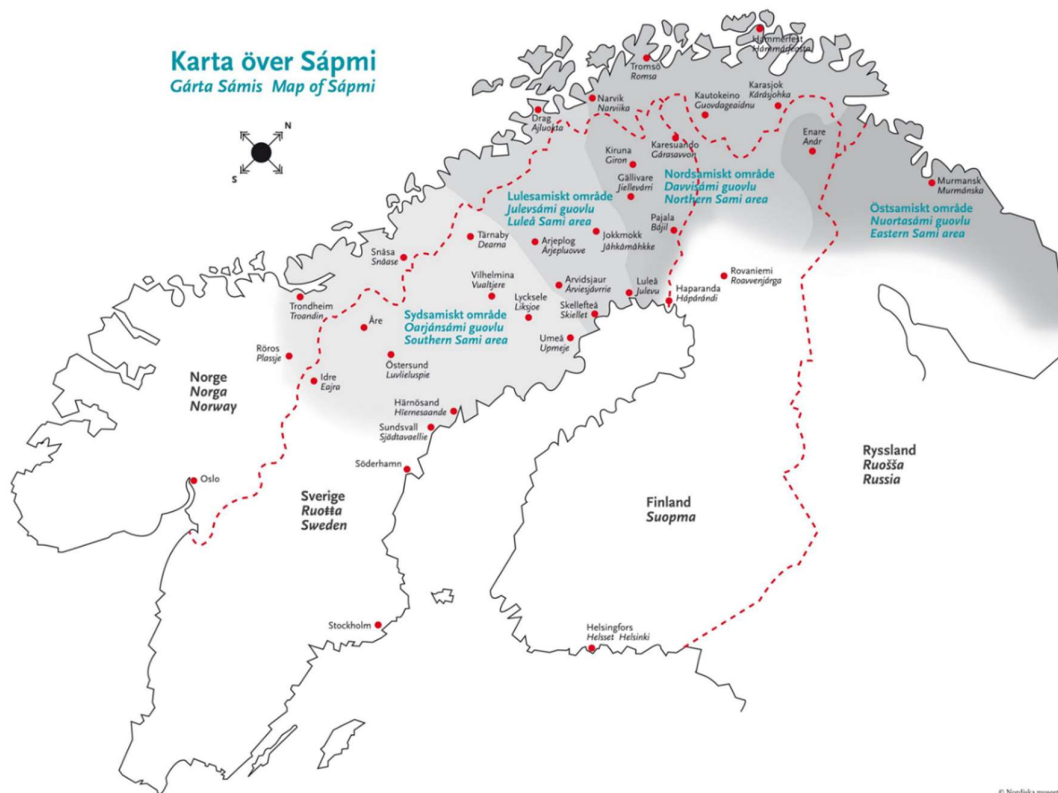 Karta över Sápmi
Gárta Sámis Map of Sápmi
N
S
Hammerfest
Hámmárfeasta
Tromsö
Romsa
Narvik
Narviika
Karasjok
Kárásjohka
Kautokeino
Guovdageaidnu
Drag
Ájluokta
Enare
Anár
Karesuando
Gárasavvon
Kiruna
Giron
Gällivare
Jiellevárri
Nordsamiskt område
Davvisámi guovlu
Northern Sami area
Murmansk
Murmánska
Lulesamiskt område
Julevsámi guovlu
Luleå Sami area
Östsamiskt område
Nuortasámi guovlu
Eastern Sami area
Pajala
Bájil
Jokkmokk
Jåhkåmåhkke
Tärnaby
Dearna
Arjeplog
Árjepluovve
Snåsa
Snåase
Rovaniemi
Roavvenjárga
Vilhelmina
Vualtjere
Arvidsjaur
Árviesjávrrie
Luleå
Julevu
Haparanda
Hápárándi
Lycksele
Liksjoe
Trondheim
Troandin
Skellefteå
Skiellet
Sydsamiskt område
Oarjánsámi guovlu
Southern Sami area
Åre
Umeå
Upmeje
Röros
Plassje
Östersund
Luvlieluspie
Idre
Eajra
Norge
Norga
Norway
Härnösand
Hïernesaande
Sundsvall
Sjädtavaellie
Söderhamn
Oslo
Sverige
Ruoŧŧa
Sweden
Finland
Suopma
Ryssland
Ruošša
Russia
Stockholm
Helsingfors
Helsset Helsinki